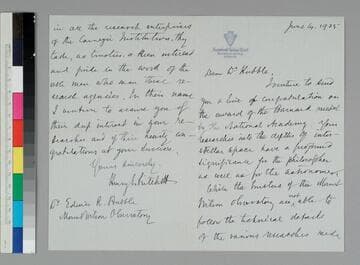 June 4, 1935
Dear Dr Hubble,
I write to send
you a line of congratulation on
the award of the Barnard medal
by the National Academy. Your
researches into the depths of inter
stellar space have a profound
significance for the philosopher
as well as for the astronomer.
While the trustees of the Mount
Wilson Observatory are not able to
follow the technical details
of the various researches made
in all the research enterprises
of the Carnegie Institution, they
take, as trustees, a keen interest
and pride in the work of the
men who man these re-
search agencies. In their name
I venture to assure you of
their deep interest in your re-
searches and of their hearty con-
gratulations at your success.
Yours sincerely,
Henry S. Pritchett
Dr. Edwin P. Hubble
Mount Wilson Observatory